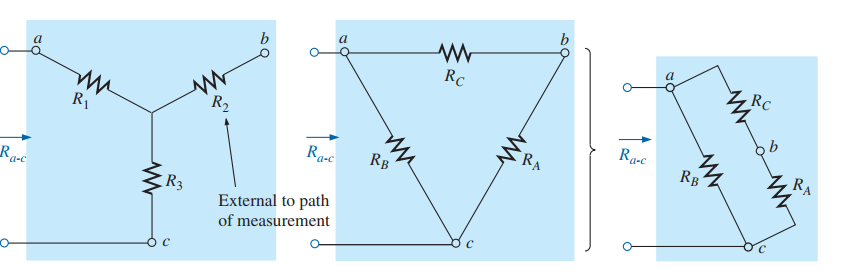 a
b
R1
R2
Ra-c
R3
External to path
of measurement
c
a
b
RC
Ra-c
RB
RA
c
a
RC
b
Ra-c
RB
RA
c